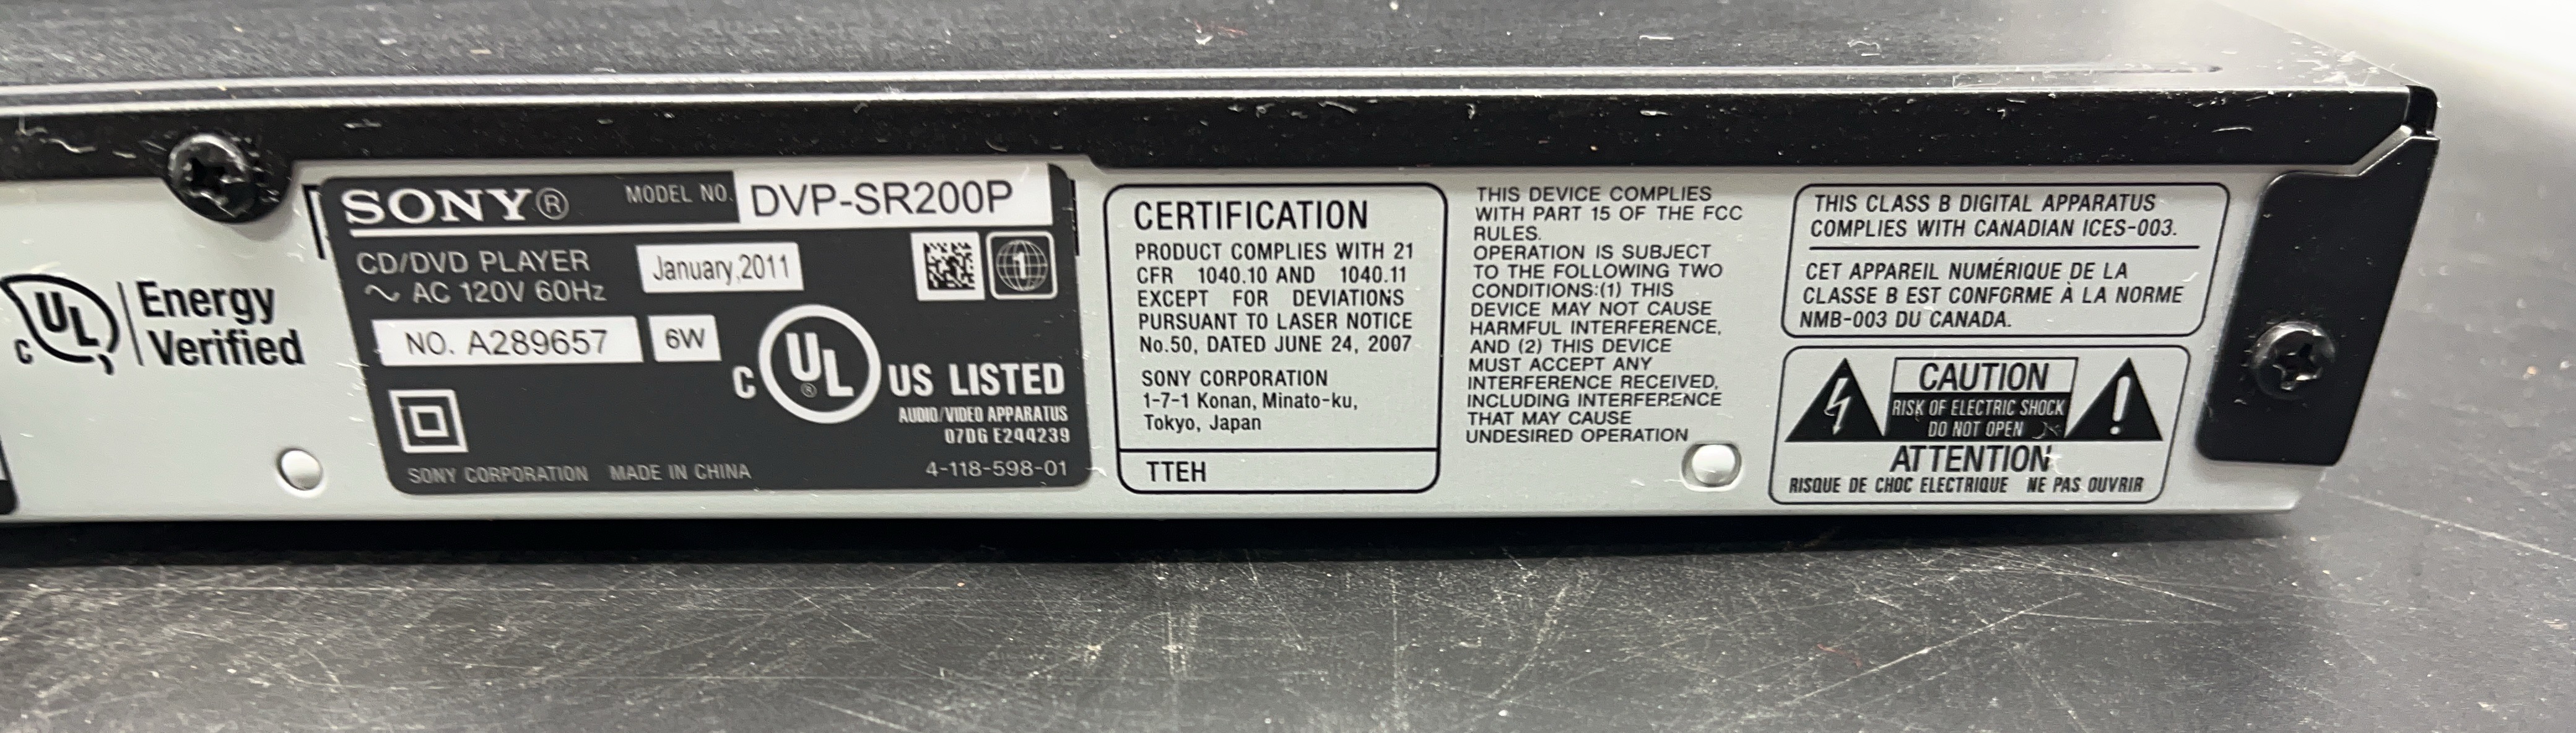 UL
C
Energy
Verified
SONY® MODEL NO. DVP-SR200P
CD/DVD PLAYER
January,2011
1
~ AC 120V 60Hz
NO. A289657
6W
C UL® US LISTED
AUDIO/VIDEO APPARATUS
07DG E244239
SONY CORPORATION MADE IN CHINA
4-118-598-01
CERTIFICATION
PRODUCT COMPLIES WITH 21
CFR 1040.10 AND 1040.11
EXCEPT FOR DEVIATIONS
PURSUANT TO LASER NOTICE
No.50, DATED JUNE 24, 2007
SONY CORPORATION
1-7-1 Konan, Minato-ku,
Tokyo, Japan
TTEH
THIS DEVICE COMPLIES
WITH PART 15 OF THE FCC
RULES.
OPERATION IS SUBJECT
TO THE FOLLOWING TWO
CONDITIONS:(1) THIS
DEVICE MAY NOT CAUSE
HARMFUL INTERFERENCE,
AND (2) THIS DEVICE
MUST ACCEPT ANY
INTERFERENCE RECEIVED,
INCLUDING INTERFERENCE
THAT MAY CAUSE
UNDESIRED OPERATION
THIS CLASS B DIGITAL APPARATUS
COMPLIES WITH CANADIAN ICES-003.
CET APPAREIL NUMÉRIQUE DE LA
CLASSE B EST CONFORME À LA NORME
NMB-003 DU CANADA.
CAUTION
RISK OF ELECTRIC SHOCK
DO NOT OPEN
ATTENTION
RISQUE DE CHOC ELECTRIQUE NE PAS OUVRIR